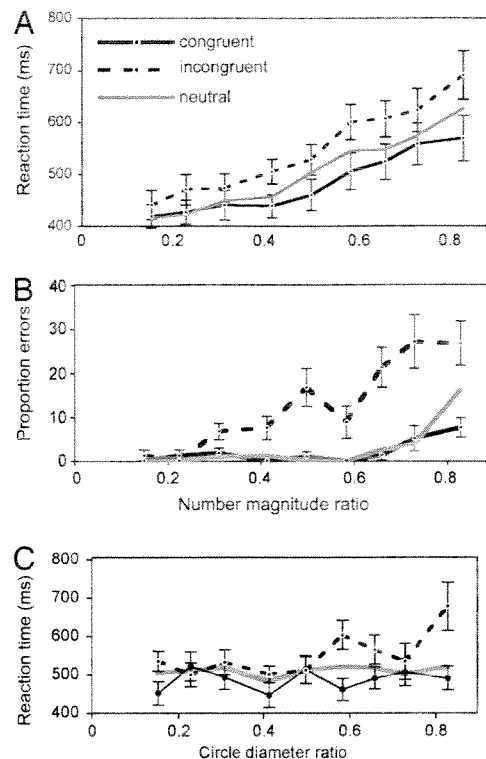 A
Reaction time (ms)
800
700
600
500
400
congruent
incongruent
neutral
0 0.2 0.4 0.6 0.8
B
Proportion errors
40
30
20
10
0
0 0.2 0.4 0.6 0.8
Number magnitude ratio
C
Reaction time (ms)
800
700
600
500
400
0 0.2 0.4 0.6 0.8
Circle diameter ratio